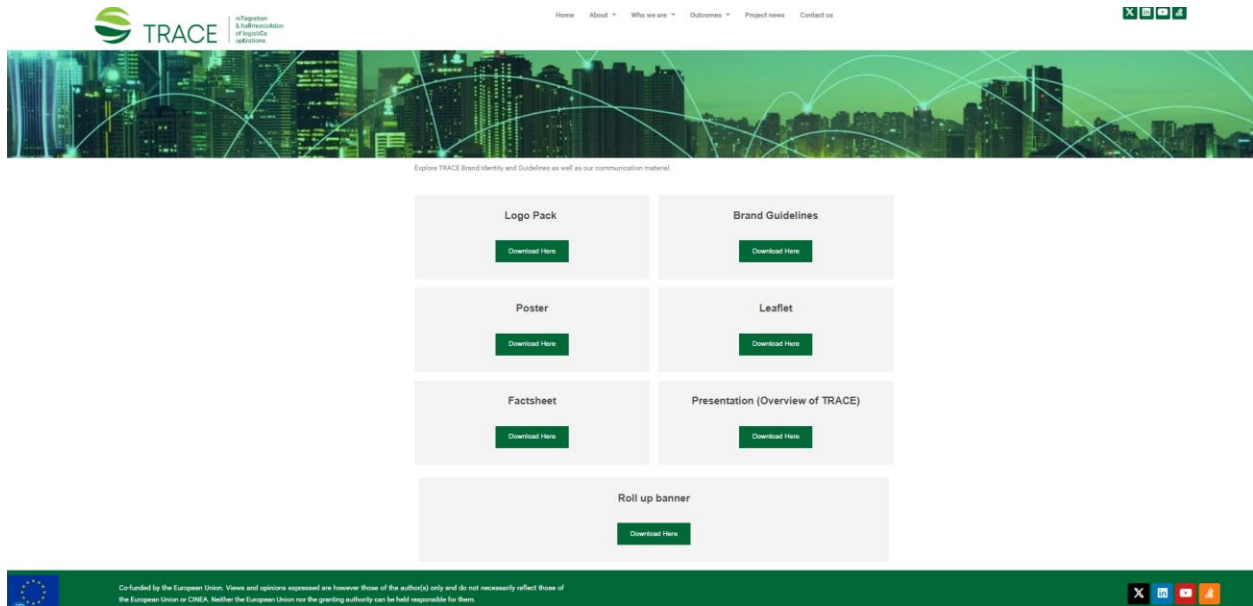 TRACE
inTegration
& haRmonizAtion
of logistiCs
opErations
Home About Who we are Outcomes Project news Contact us
Explore TRACE Brand Identity and Guidelines as well as our communication material.
Logo Pack
Brand Guidelines
Download Here
Download Here
Poster
Leaflet
Download Here
Download Here
Factsheet
Presentation (Overview of TRACE)
Download Here
Download Here
Roll up banner
Download Here
Co-funded by the European Union. Views and opinions expressed are however those of the author(s) only and do not necessarily reflect those of
the European Union or CINEA. Neither the European Union nor the granting authority can be held responsible for them.